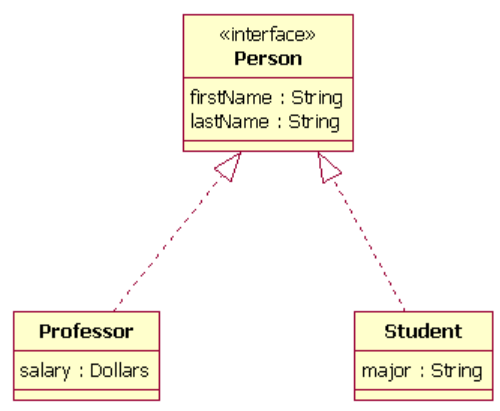 «interface»
Person
firstName : String
lastName : String
Professor
salary : Dollars
Student
major : String